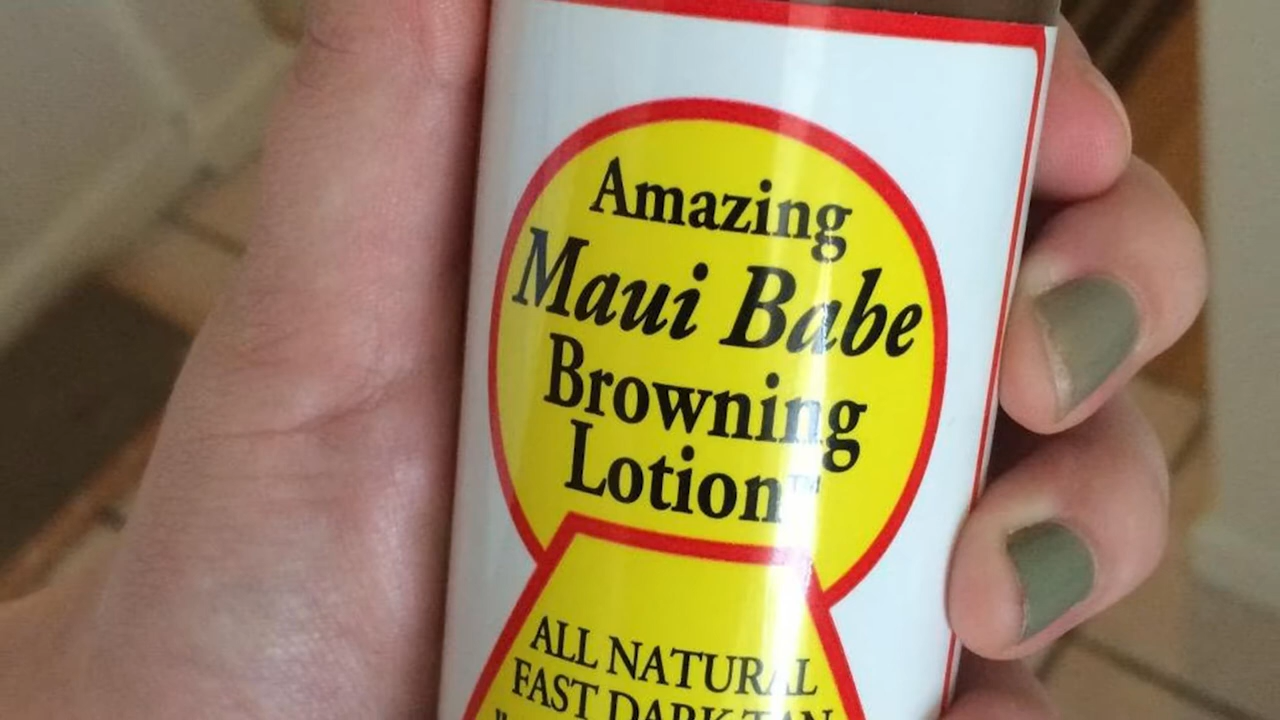 Amazing
Maui Babe
Browning
Lotion™
ALL NATURAL
FAST DARK TAN